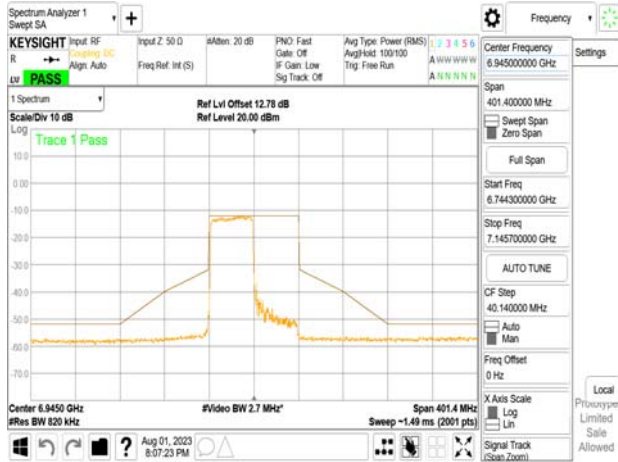 Spectrum Analyzer 1
Swept SA
+
Frequency
KEYSIGHT
Input: RF
Coupling: DC
Align: Auto
Input Z: 50 Ω
Freq Ref: Int (S)
#Atten: 20 dB
PNO: Fast
Gate: Off
IF Gain: Low
Sig Track: Off
Avg Type: Power (RMS)
Avg|Hold: 100/100
Trig: Free Run
1 2 3 4 5 6
A W W W W W
A N N N N N
R
LV PASS
1 Spectrum
Scale/Div 10 dB
Ref Lvl Offset 12.78 dB
Ref Level 20.00 dBm
Log
Trace 1 Pass
10.0
0.00
-10.0
-20.0
-30.0
-40.0
-50.0
-60.0
-70.0
Center 6.9450 GHz
#Res BW 820 kHz
#Video BW 2.7 MHz*
Span 401.4 MHz
Sweep ~1.49 ms (2001 pts)
Aug 01, 2023
8:07:23 PM
Center Frequency
6.945000000 GHz
Settings
Span
401.400000 MHz
Swept Span
Zero Span
Full Span
Start Freq
6.744300000 GHz
Stop Freq
7.145700000 GHz
AUTO TUNE
CF Step
40.140000 MHz
Auto
Man
Freq Offset
0 Hz
X Axis Scale
Log
Lin
Signal Track
(Span Zoom)
Local
Prototype
Limited
Sale
Allowed